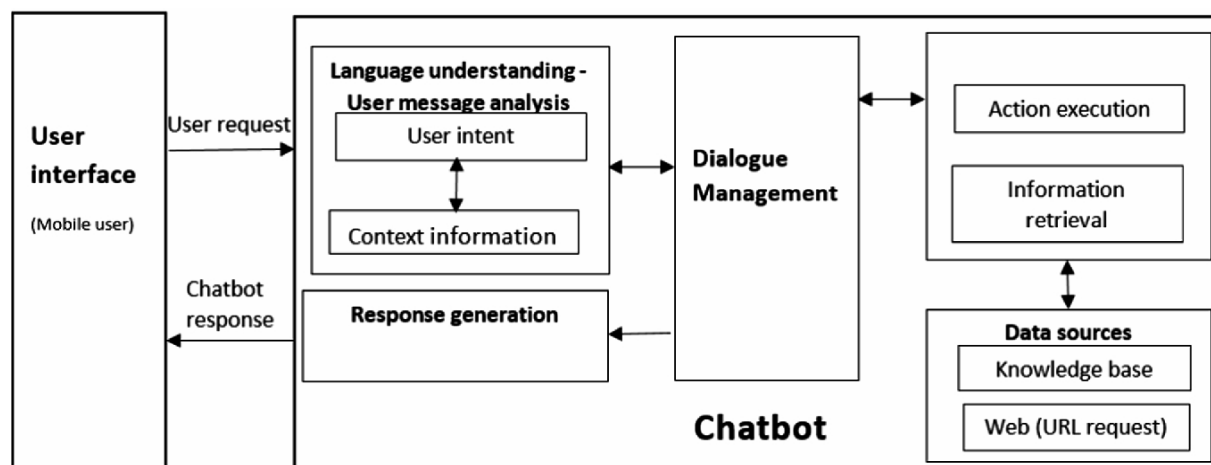 User
interface
(Mobile user)
User request
Chatbot
response
Language understanding -
User message analysis
User intent
Context information
Response generation
Dialogue
Management
Action execution
Information
retrieval
Data sources
Knowledge base
Web (URL request)
Chatbot